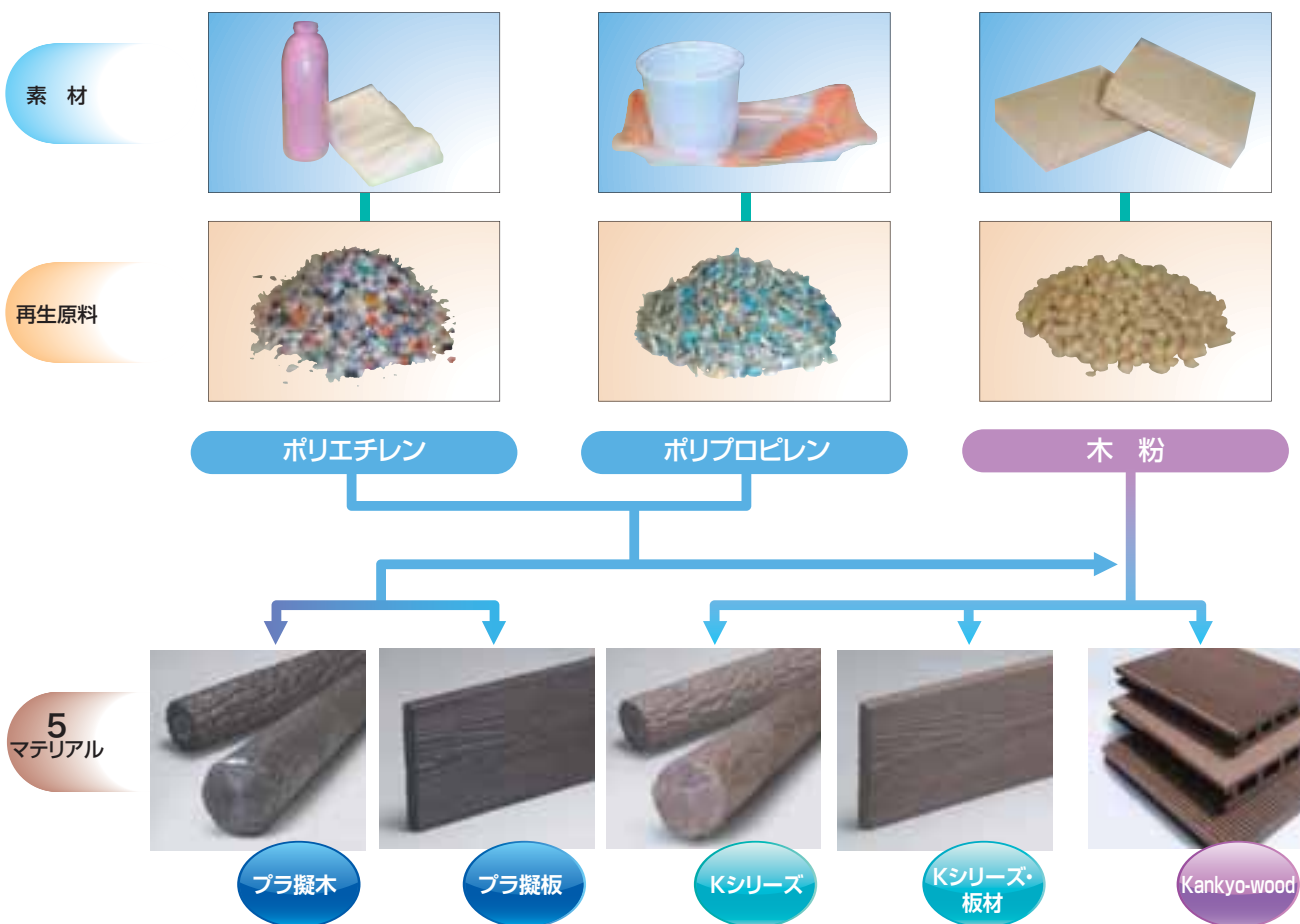 素 材
再生原料
ポリエチレン
ポリプロピレン
木 粉
5
マテリアル
プラ擬木
プラ擬板
Kシリーズ
Kシリーズ・
板材
Kankyo-wood